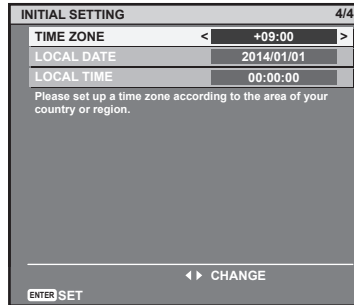 INITIAL SETTING 4/4
TIME ZONE < +09:00 >
LOCAL DATE 2014/01/01
LOCAL TIME 00:00:00
Please set up a time zone according to the area of your
country or region.
◀▶ CHANGE
ENTER SET